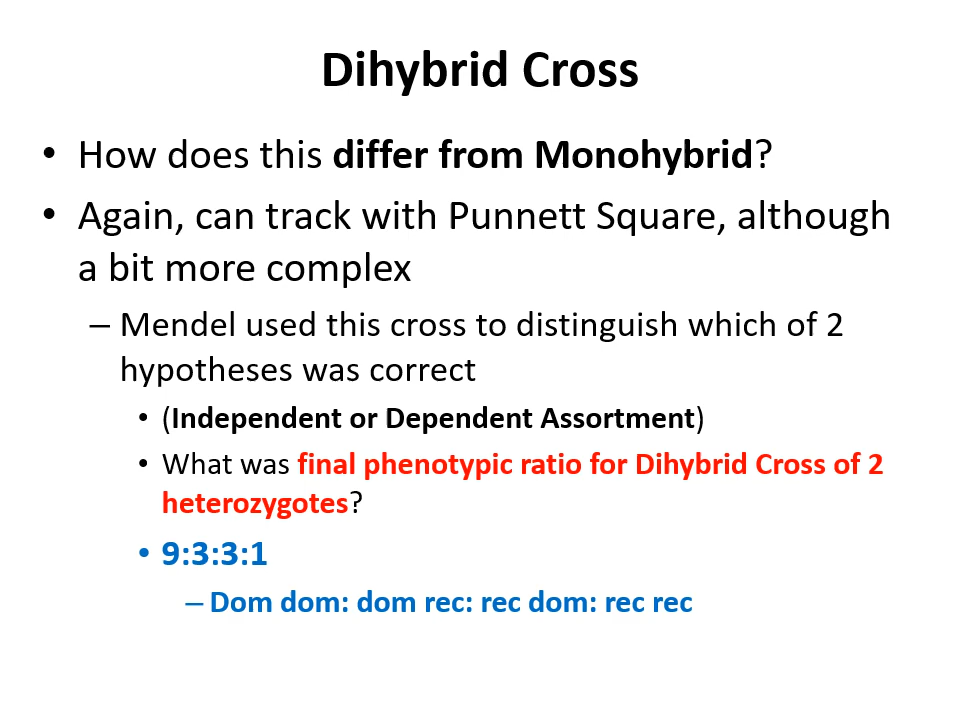 Dihybrid Cross
• How does this differ from Monohybrid?
• Again, can track with Punnett Square, although
a bit more complex
– Mendel used this cross to distinguish which of 2
hypotheses was correct
• (Independent or Dependent Assortment)
• What was final phenotypic ratio for Dihybrid Cross of 2
heterozygotes?
• 9:3:3:1
– Dom dom: dom rec: rec dom: rec rec